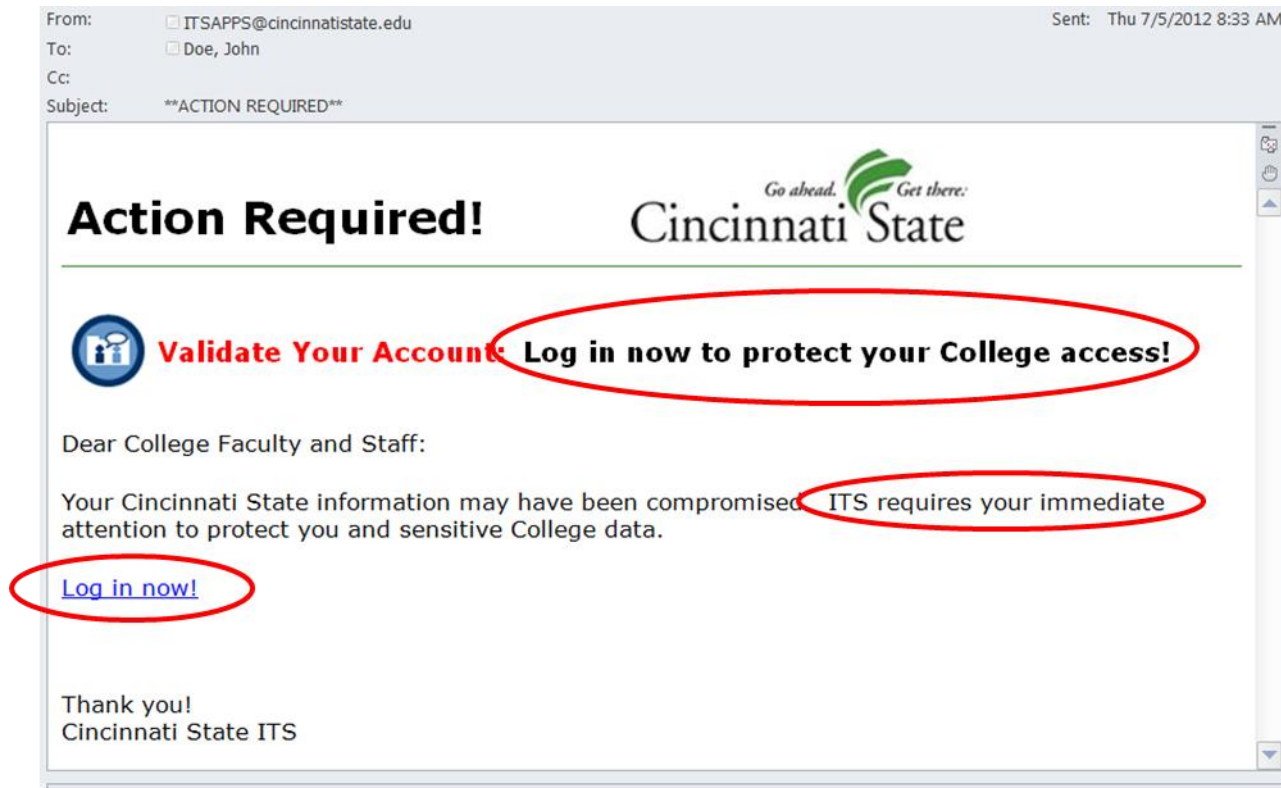 From: ITSAPPS@cincinnatistate.edu Sent: Thu 7/5/2012 8:33 AM
To: Doe, John
Cc:
Subject: **ACTION REQUIRED**
Action Required!
Go ahead. Get there:
Cincinnati State
Validate Your Account: Log in now to protect your College access!
Dear College Faculty and Staff:
Your Cincinnati State information may have been compromised ITS requires your immediate
attention to protect you and sensitive College data.
Log in now!
Thank you!
Cincinnati State ITS